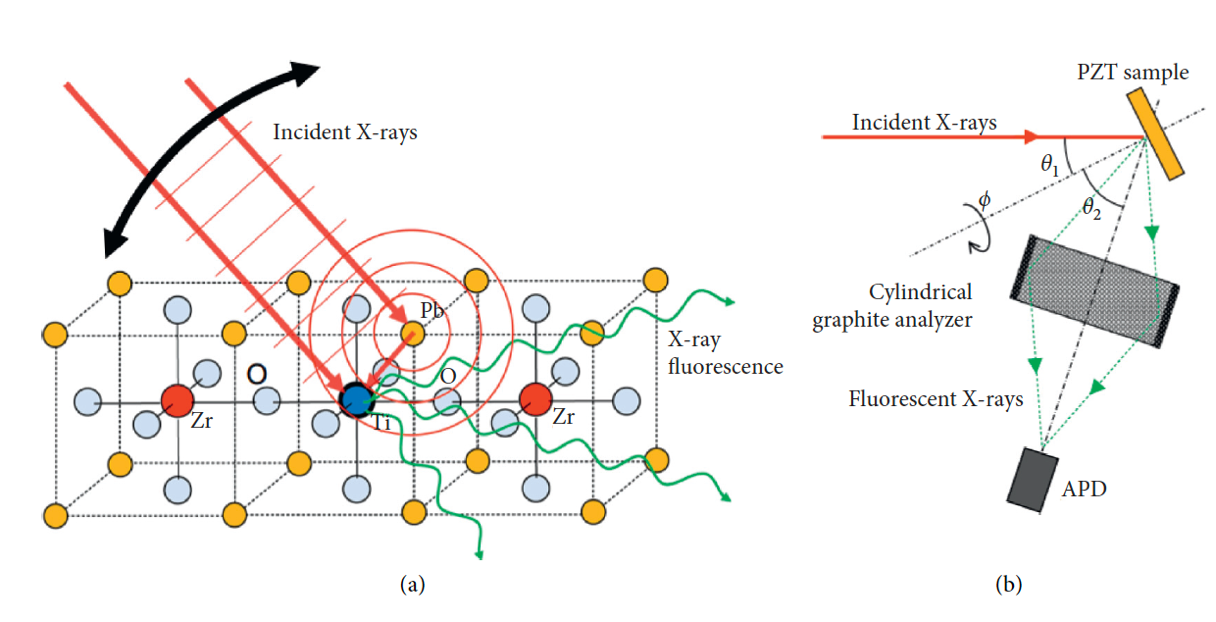 Incident X-rays
Pb
X-ray
fluorescence
O
O
Zr
Ti
Zr
(a)
PZT sample
Incident X-rays
θ1
θ2
ϕ
Cylindrical
graphite analyzer
Fluorescent X-rays
APD
(b)